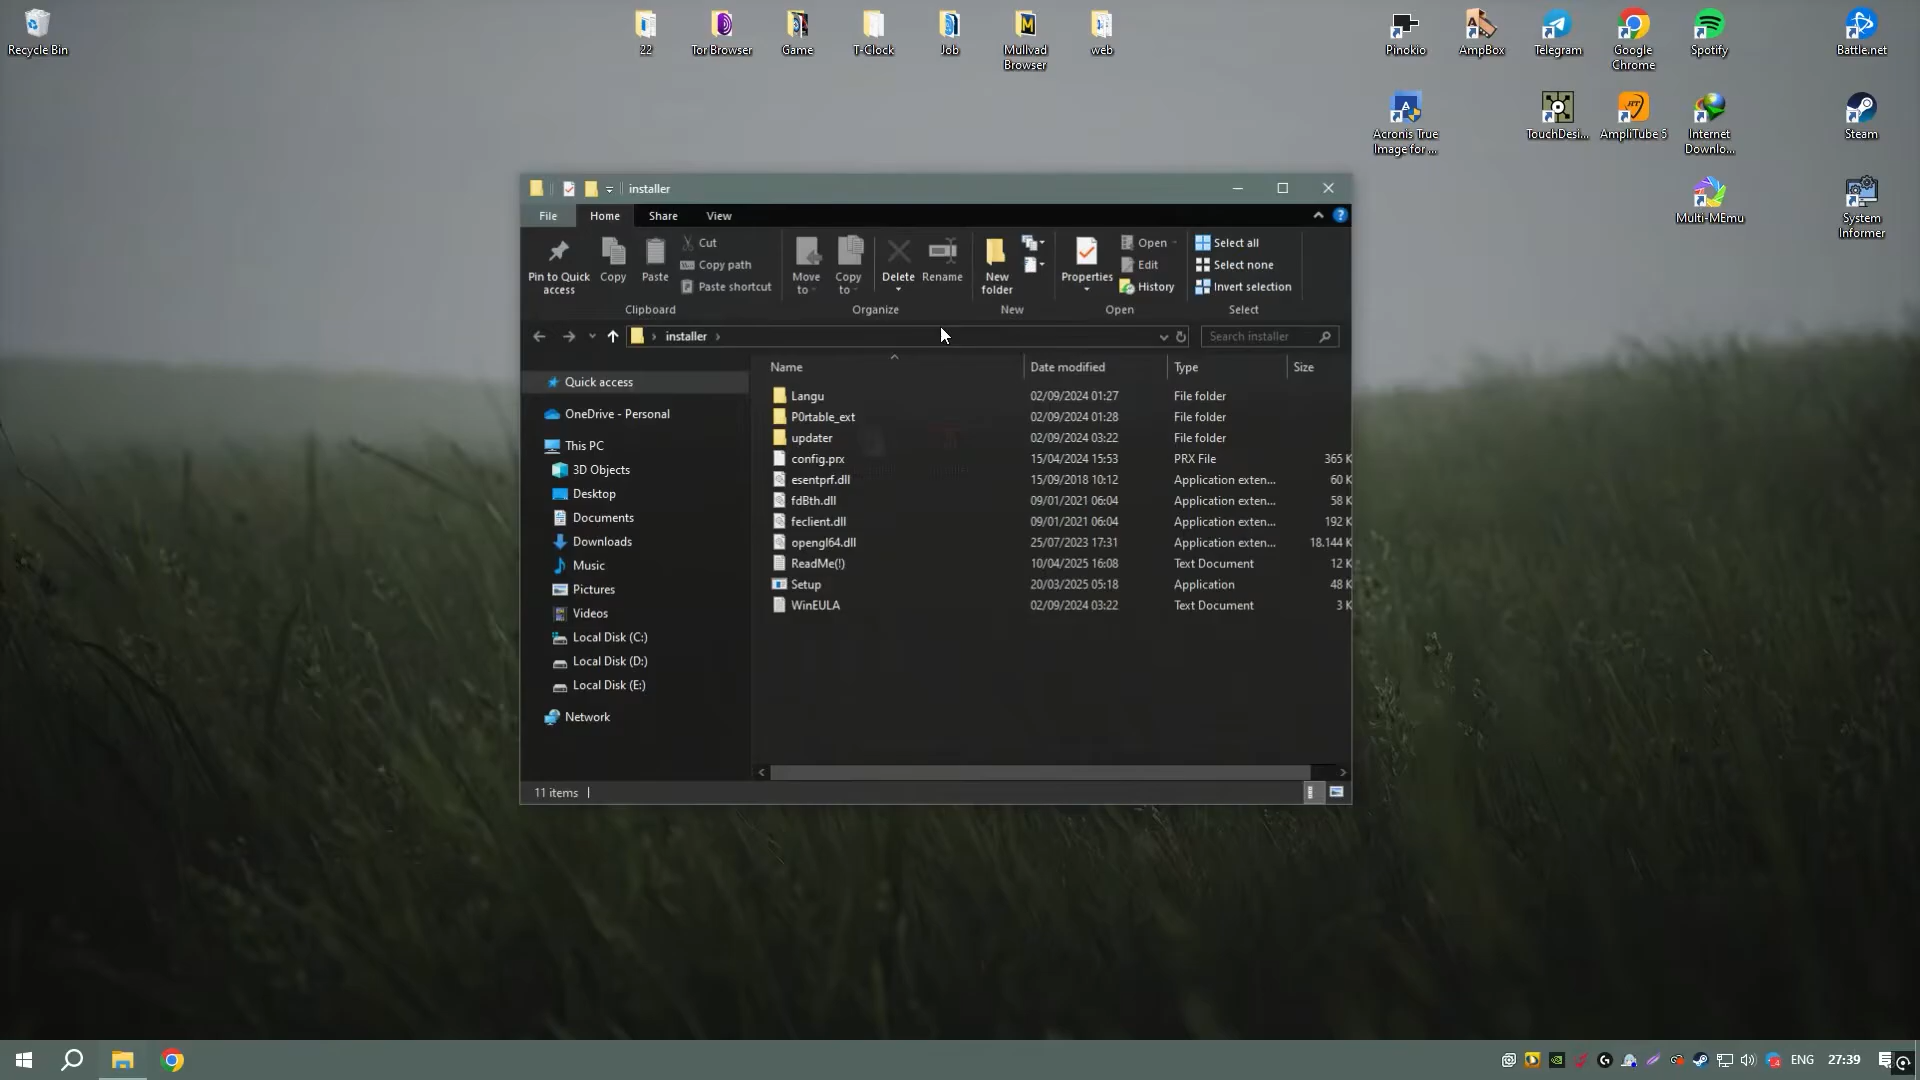 Recycle Bin
22
Tor Browser
Game
T-Clock
Job
Mullvad
Browser
web
Pinokio
AmpBox
Telegram
Google
Chrome
Spotify
Battle.net
Acronis True
Image for ...
TouchDesi...
AmpliTube 5
Internet
Downlo...
Steam
Multi-MEmu
System
Informer
installer
File
Home
Share
View
Pin to Quick
access
Copy
Paste
Cut
Copy path
Paste shortcut
Clipboard
Move
to
Copy
to
Delete
Rename
Organize
New
folder
New
Properties
Open
Edit
History
Open
Select all
Select none
Invert selection
Select
installer
Search installer
Quick access
OneDrive - Personal
This PC
3D Objects
Desktop
Documents
Downloads
Music
Pictures
Videos
Local Disk (C:)
Local Disk (D:)
Local Disk (E:)
Network
Name Date modified Type Size
Langu 02/09/2024 01:27 File folder
P0rtable_ext 02/09/2024 01:28 File folder
updater 02/09/2024 03:22 File folder
config.prx 15/04/2024 15:53 PRX File 365 K
esentprf.dll 15/09/2018 10:12 Application exten... 60 K
fdBth.dll 09/01/2021 06:04 Application exten... 58 K
feclient.dll 09/01/2021 06:04 Application exten... 192 K
opengl64.dll 25/07/2023 17:31 Application exten... 18.144 K
ReadMe(!) 10/04/2025 16:08 Text Document 12 K
Setup 20/03/2025 05:18 Application 48 K
WinEULA 02/09/2024 03:22 Text Document 3 K
11 items
ENG
27:39